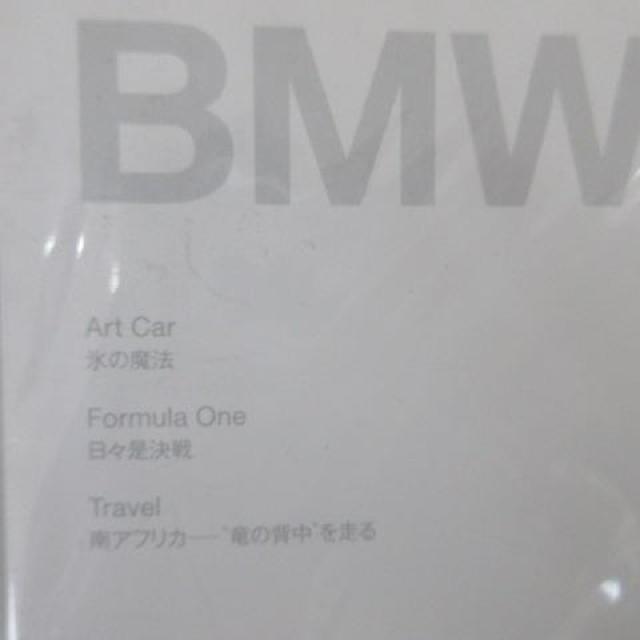 BMW
Art Car
氷の魔法
Formula One
日々是決戦
Travel
南アフリカ——“竜の背中”を走る